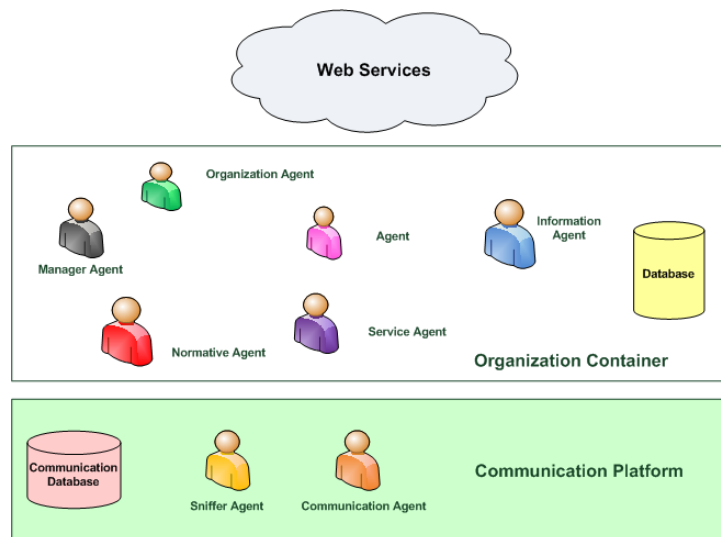 Web Services
Organization Agent
Manager Agent
Agent
Information
Agent
Database
Normative Agent
Service Agent
Organization Container
Communication
Database
Sniffer Agent
Communication Agent
Communication Platform